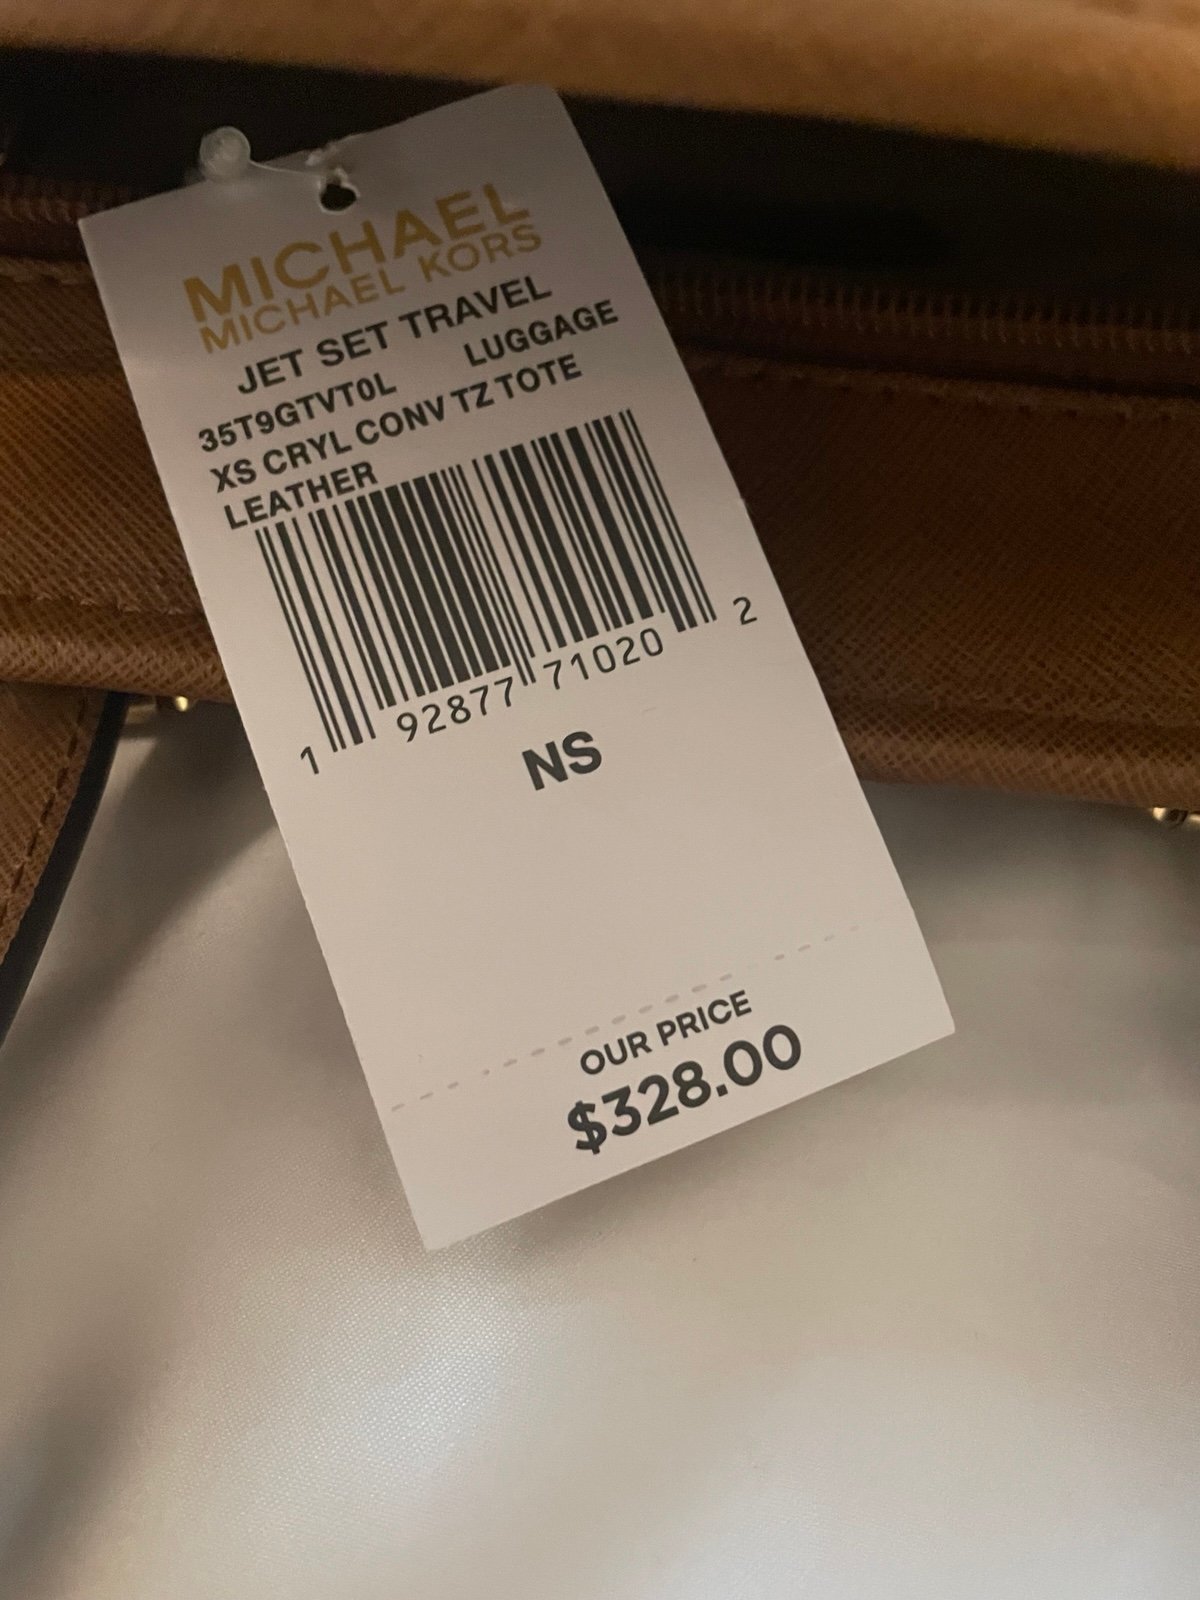 MICHAEL
MICHAEL KORS
JET SET TRAVEL
35T9GTVT0L LUGGAGE
XS CRYL CONV TZ TOTE
LEATHER
1 92877 71020 2
NS
OUR PRICE
$328.00